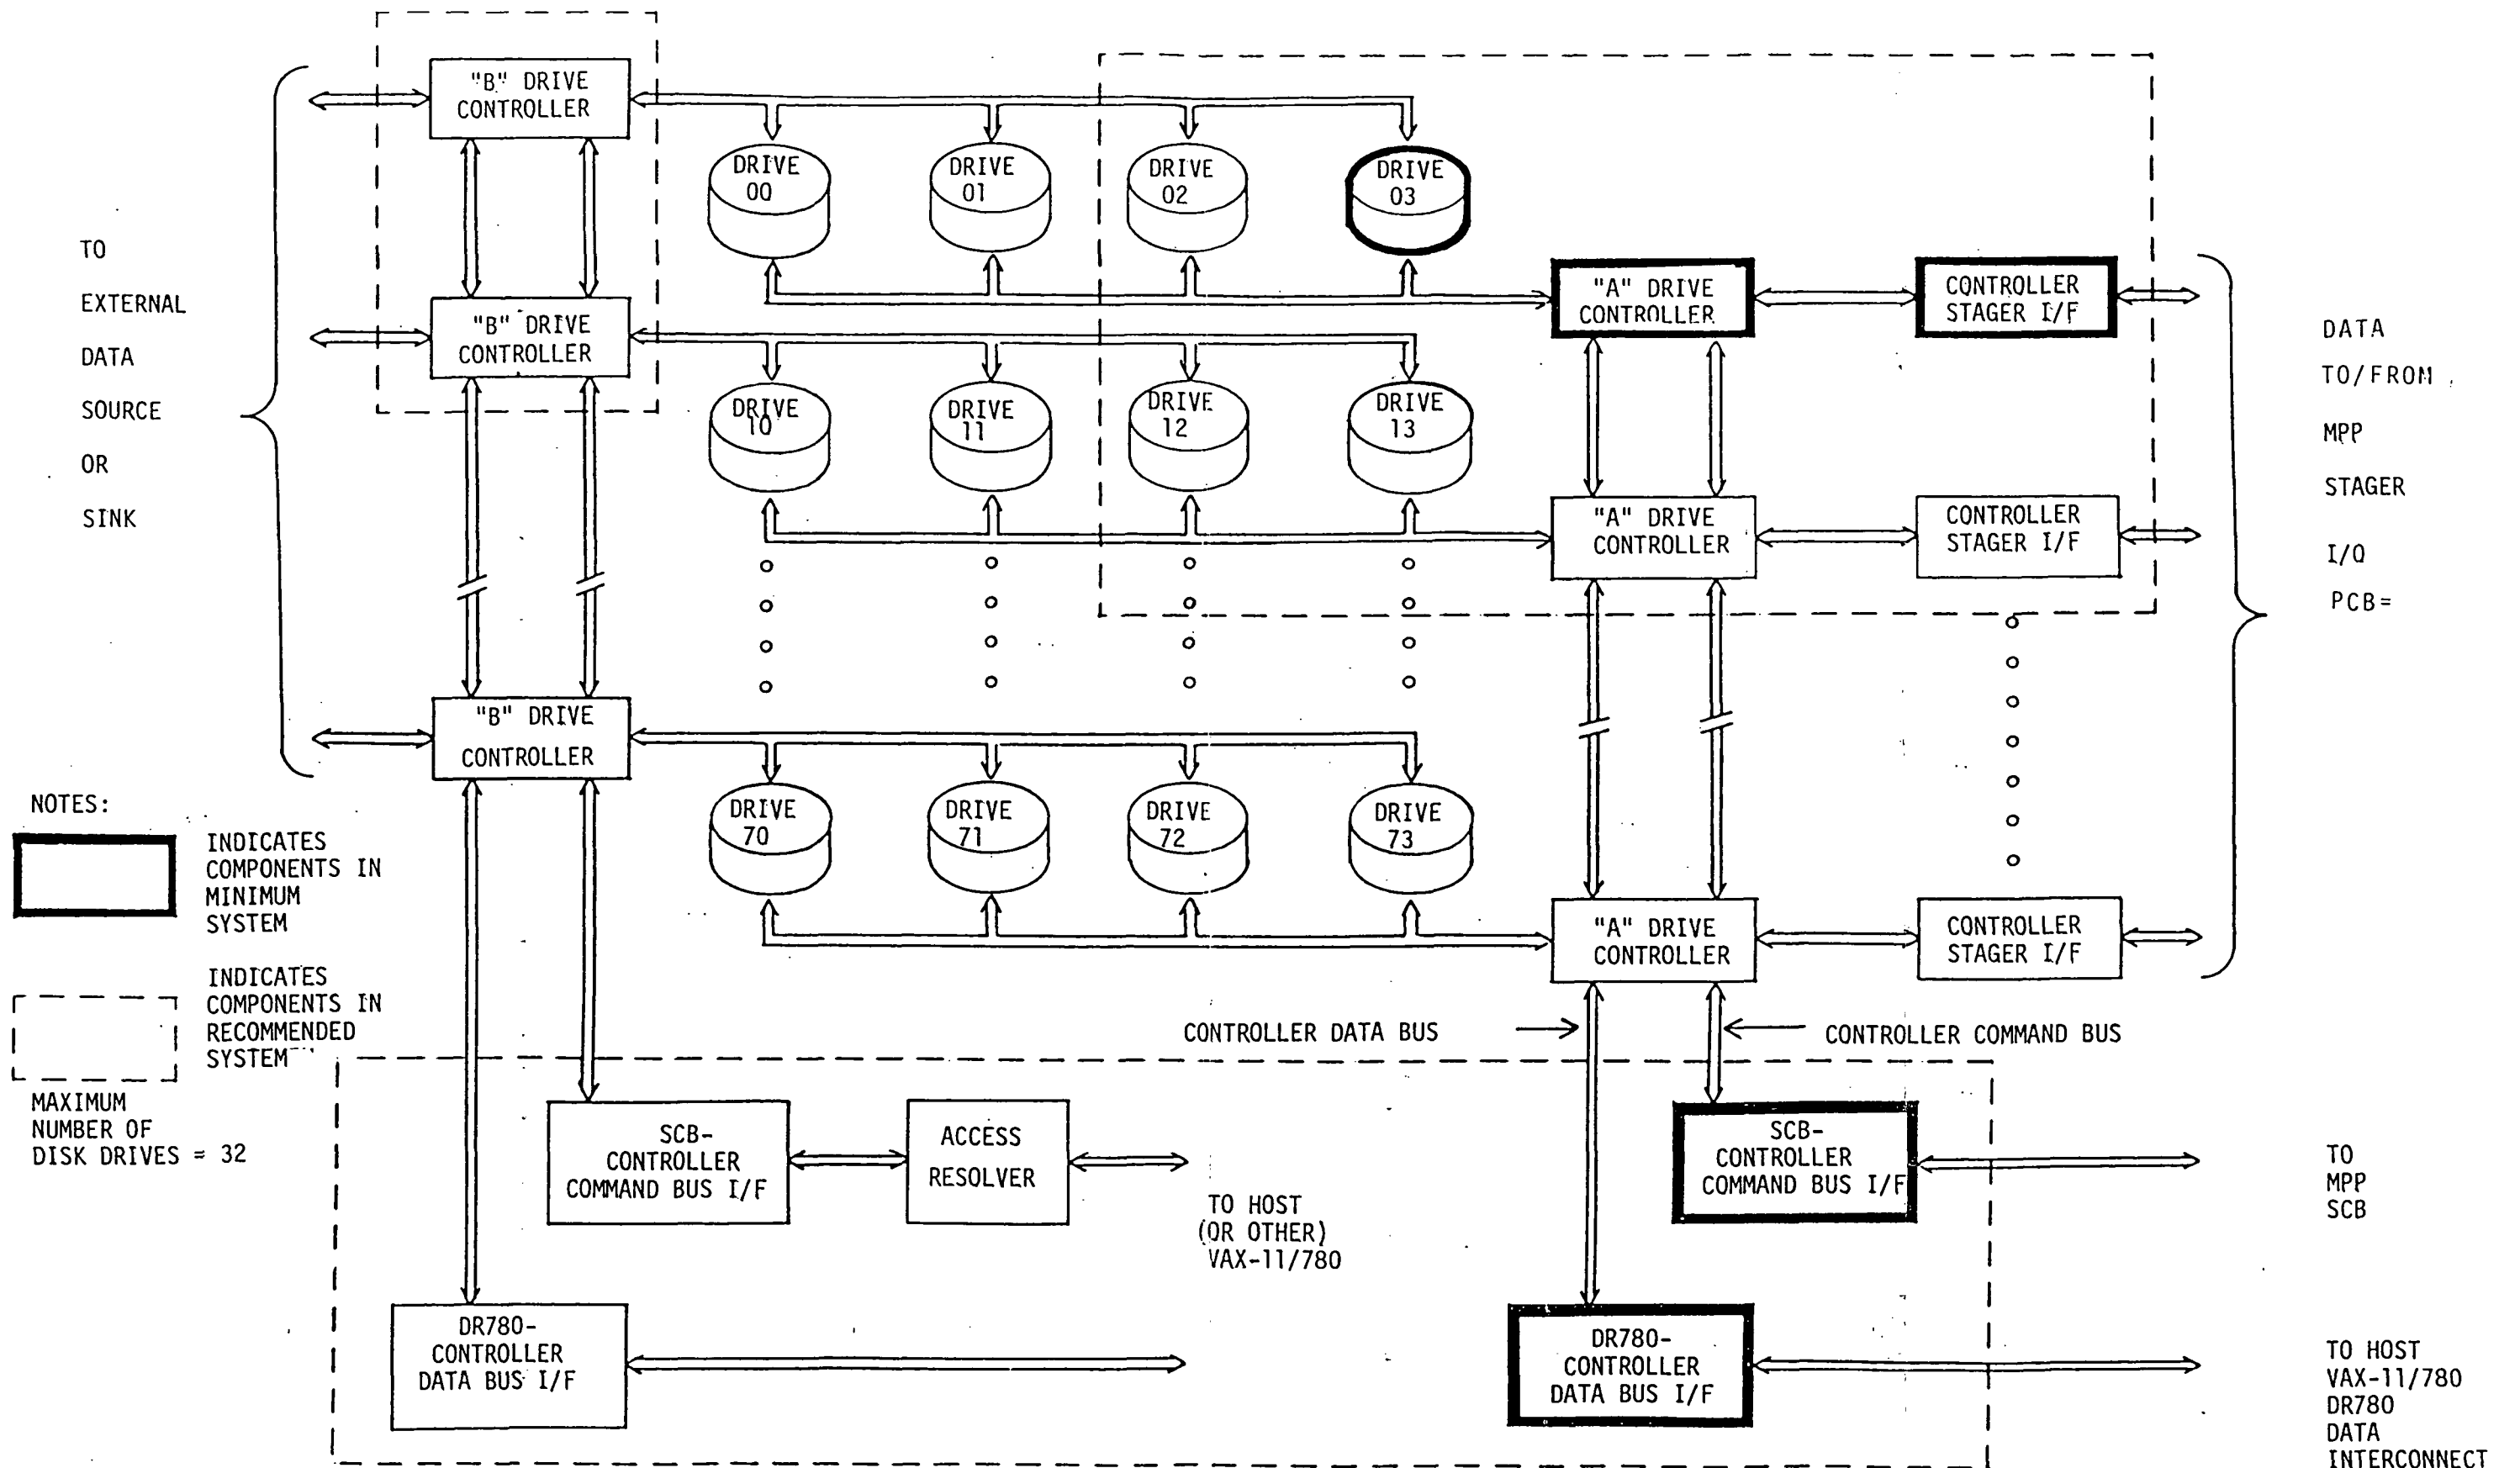 "B" DRIVE
CONTROLLER
DRIVE
00
DRIVE
01
DRIVE
02
DRIVE
03
TO
EXTERNAL
DATA
SOURCE
OR
SINK
"A" DRIVE
CONTROLLER
CONTROLLER
STAGER I/F
"B" DRIVE
CONTROLLER
DRIVE
10
DRIVE
11
DRIVE
12
DRIVE
13
DATA
TO/FROM
MPP
STAGER
I/O
PCB=
"A" DRIVE
CONTROLLER
CONTROLLER
STAGER I/F
"B" DRIVE
CONTROLLER
DRIVE
70
DRIVE
71
DRIVE
72
DRIVE
73
"A" DRIVE
CONTROLLER
CONTROLLER
STAGER I/F
NOTES:
INDICATES
COMPONENTS IN
MINIMUM
SYSTEM
INDICATES
COMPONENTS IN
RECOMMENDED
SYSTEM
MAXIMUM
NUMBER OF
DISK DRIVES = 32
CONTROLLER DATA BUS
CONTROLLER COMMAND BUS
SCB-
CONTROLLER
COMMAND BUS I/F
ACCESS
RESOLVER
TO HOST
(OR OTHER)
VAX-11/780
SCB-
CONTROLLER
COMMAND BUS I/F
TO
MPP
SCB
DR780-
CONTROLLER
DATA BUS I/F
DR780-
CONTROLLER
DATA BUS I/F
TO HOST
VAX-11/780
DR780
DATA
INTERCONNECT